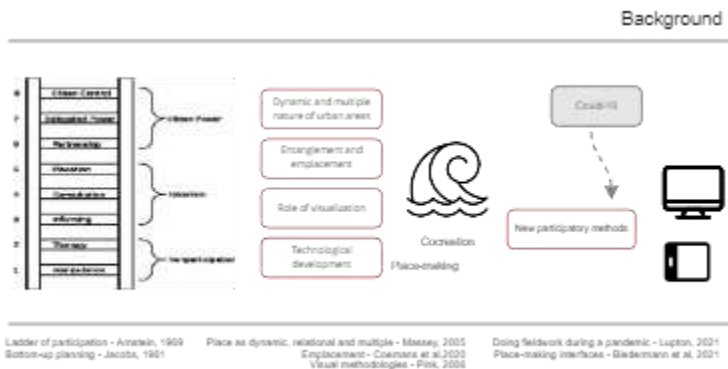 Background
8 Citizen Control
7 Delegated Power
6 Partnership
5 Placation
4 Consultation
3 Informing
2 Therapy
1 Manipulation
Citizen Power
Tokenism
Nonparticipation
Dynamic and multiple
nature of urban areas
Entanglement and
emplacement
Role of visualization
Technological
development
Cocreation
Place-making
Covid-19
New participatory methods
Ladder of participation - Arnstein, 1969
Bottom-up planning - Jacobs, 1961
Place as dynamic, relational and multiple - Massey, 2005
Emplacement - Coemans et al,2020
Visual methodologies - Pink, 2006
Doing fieldwork during a pandemic - Lupton, 2021
Place-making interfaces - Biedermann et al, 2021